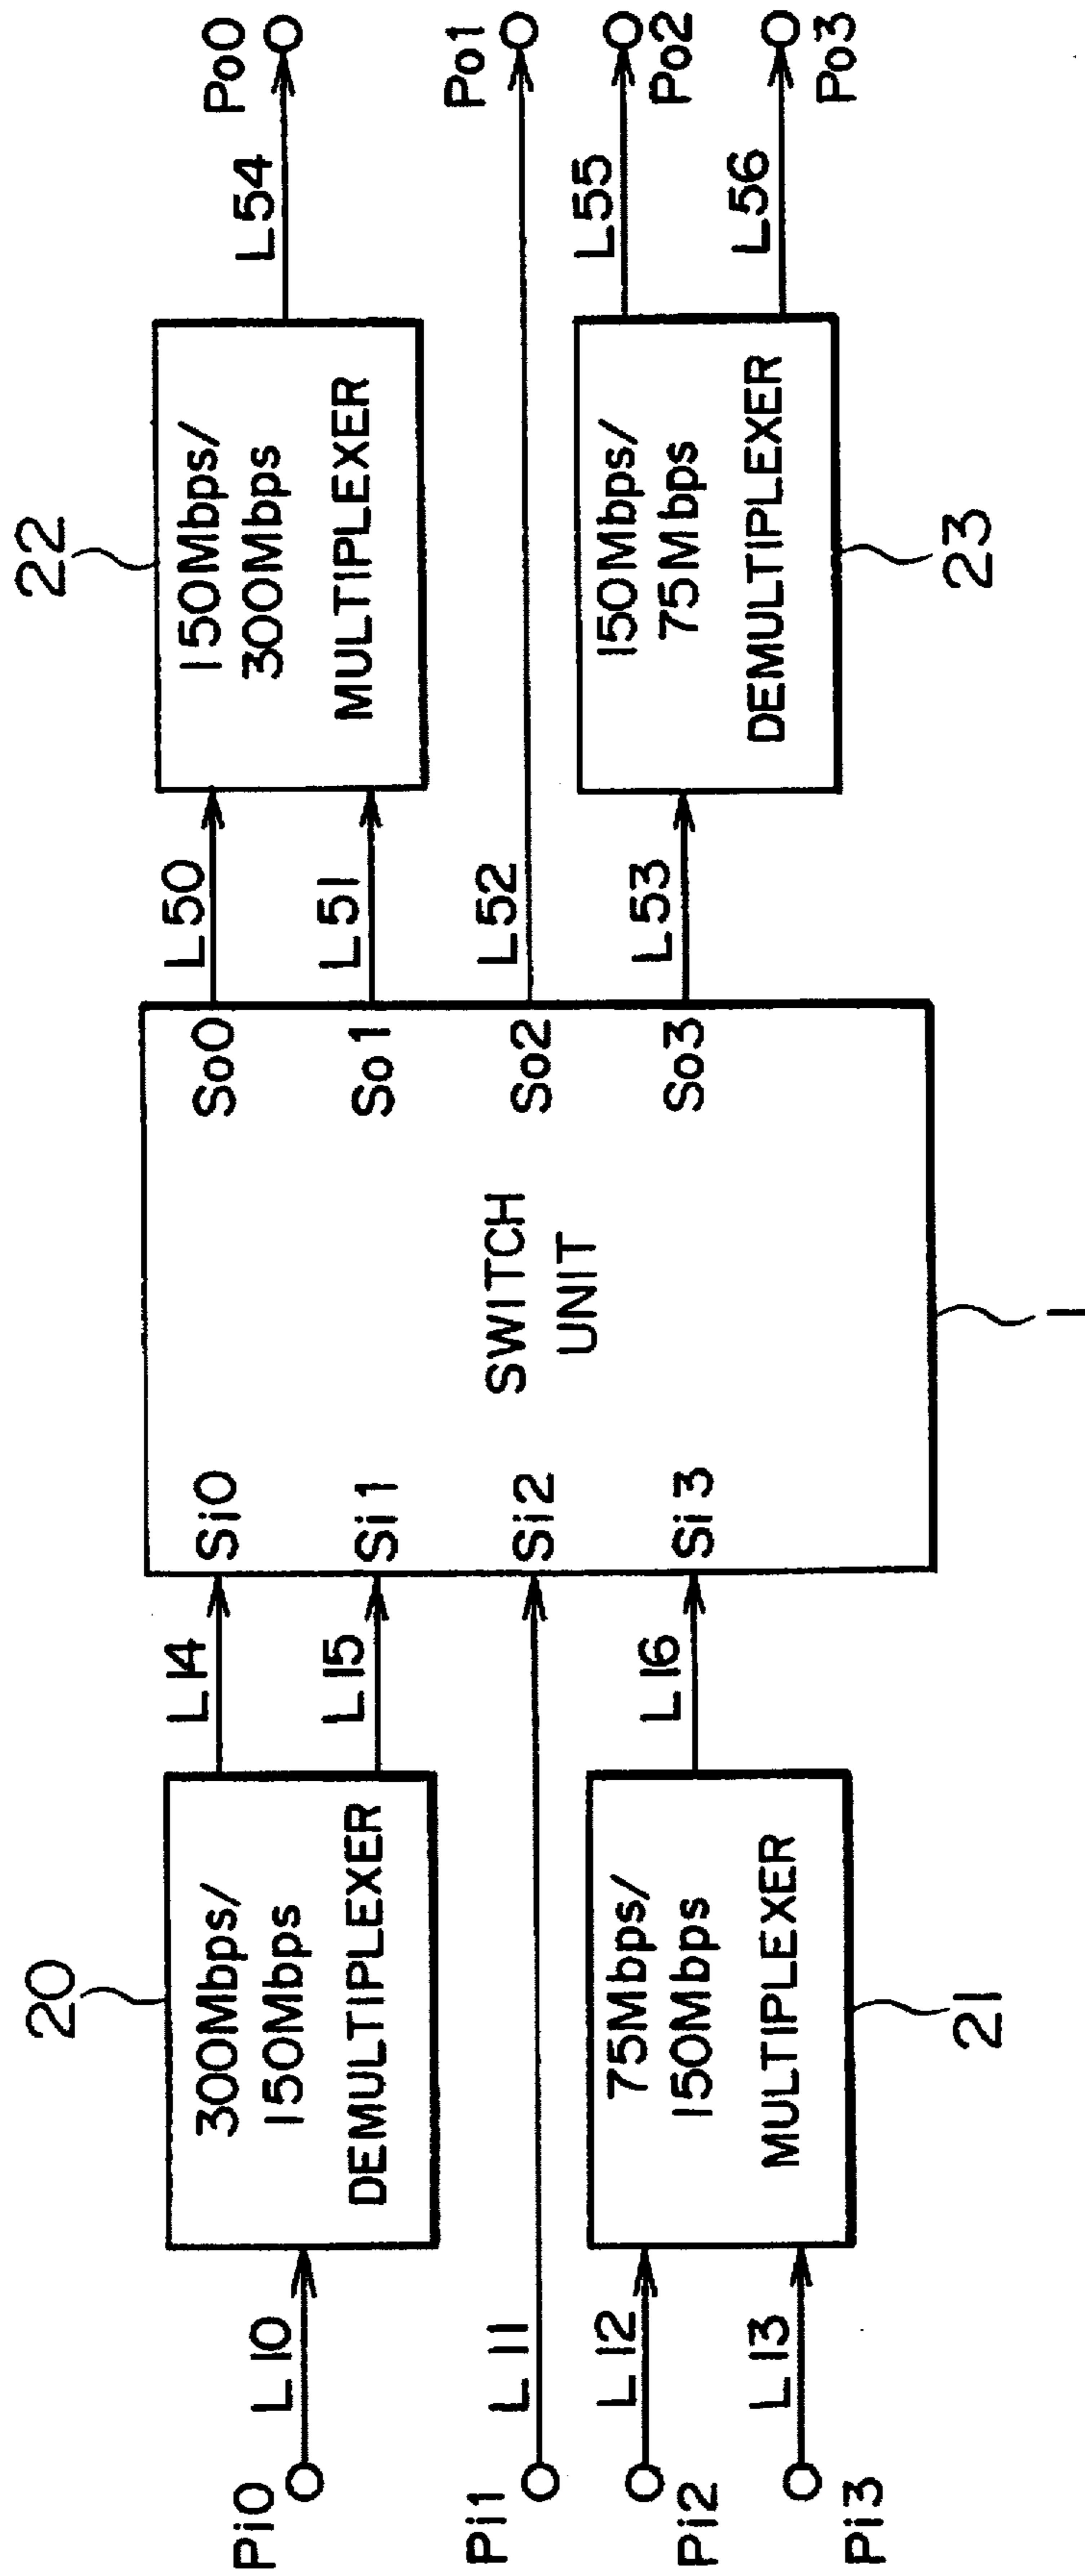 20
22
Pi0
L10
300Mbps/
150Mbps
DEMULTIPLEXER
L14
L15
Si0
Si1
Si2
Si3
SWITCH
UNIT
So0
So1
So2
So3
L50
L51
150Mbps/
300Mbps
MULTIPLEXER
L54
Po0
Pi1
L11
L52
Po1
Pi2
L12
Pi3
L13
75Mbps/
150Mbps
MULTIPLEXER
L16
L53
150Mbps/
75Mbps
DEMULTIPLEXER
L55
Po2
L56
Po3
21
1
23